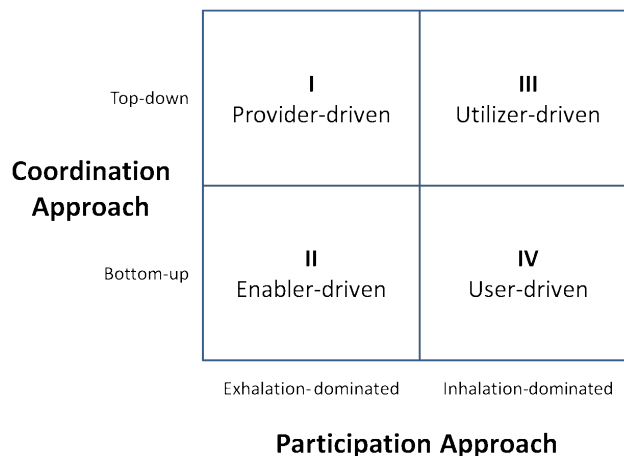 Top-down
I
Provider-driven
III
Utilizer-driven
Coordination
Approach
Bottom-up
II
Enabler-driven
IV
User-driven
Exhalation-dominated
Inhalation-dominated
Participation Approach